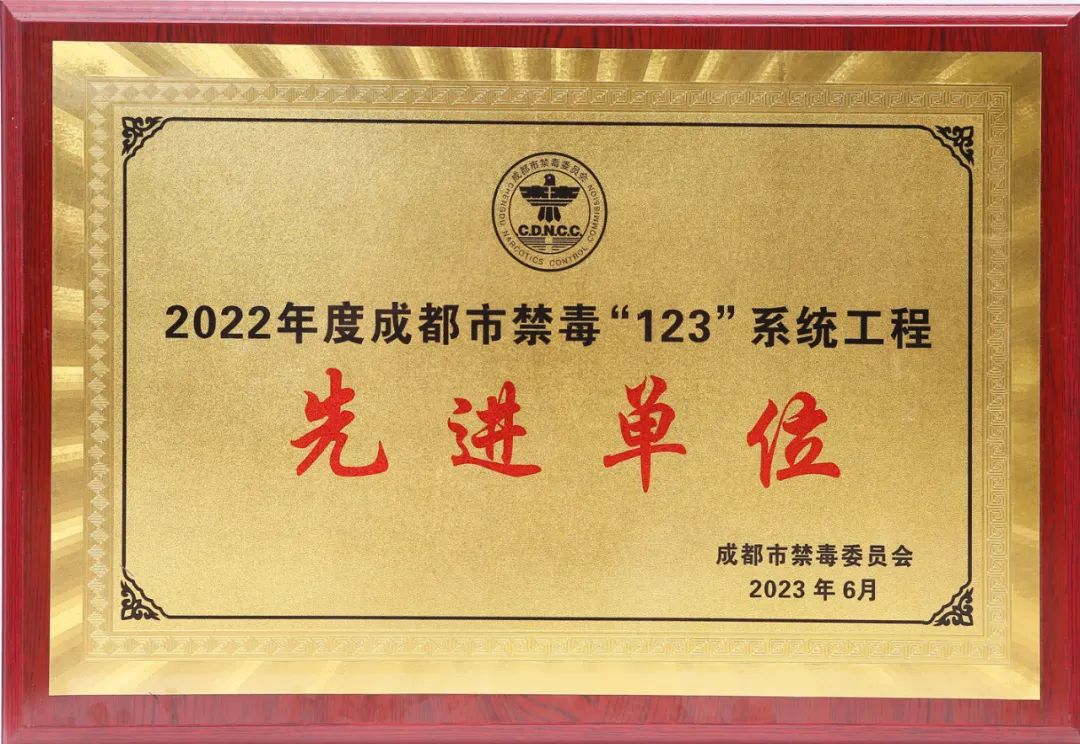 成都市禁毒委员会
C.D.N.C.C.
CHENGDU NARCOTICS CONTROL COMMISSION
2022年度成都市禁毒“123”系统工程
先进单位
成都市禁毒委员会
2023年6月